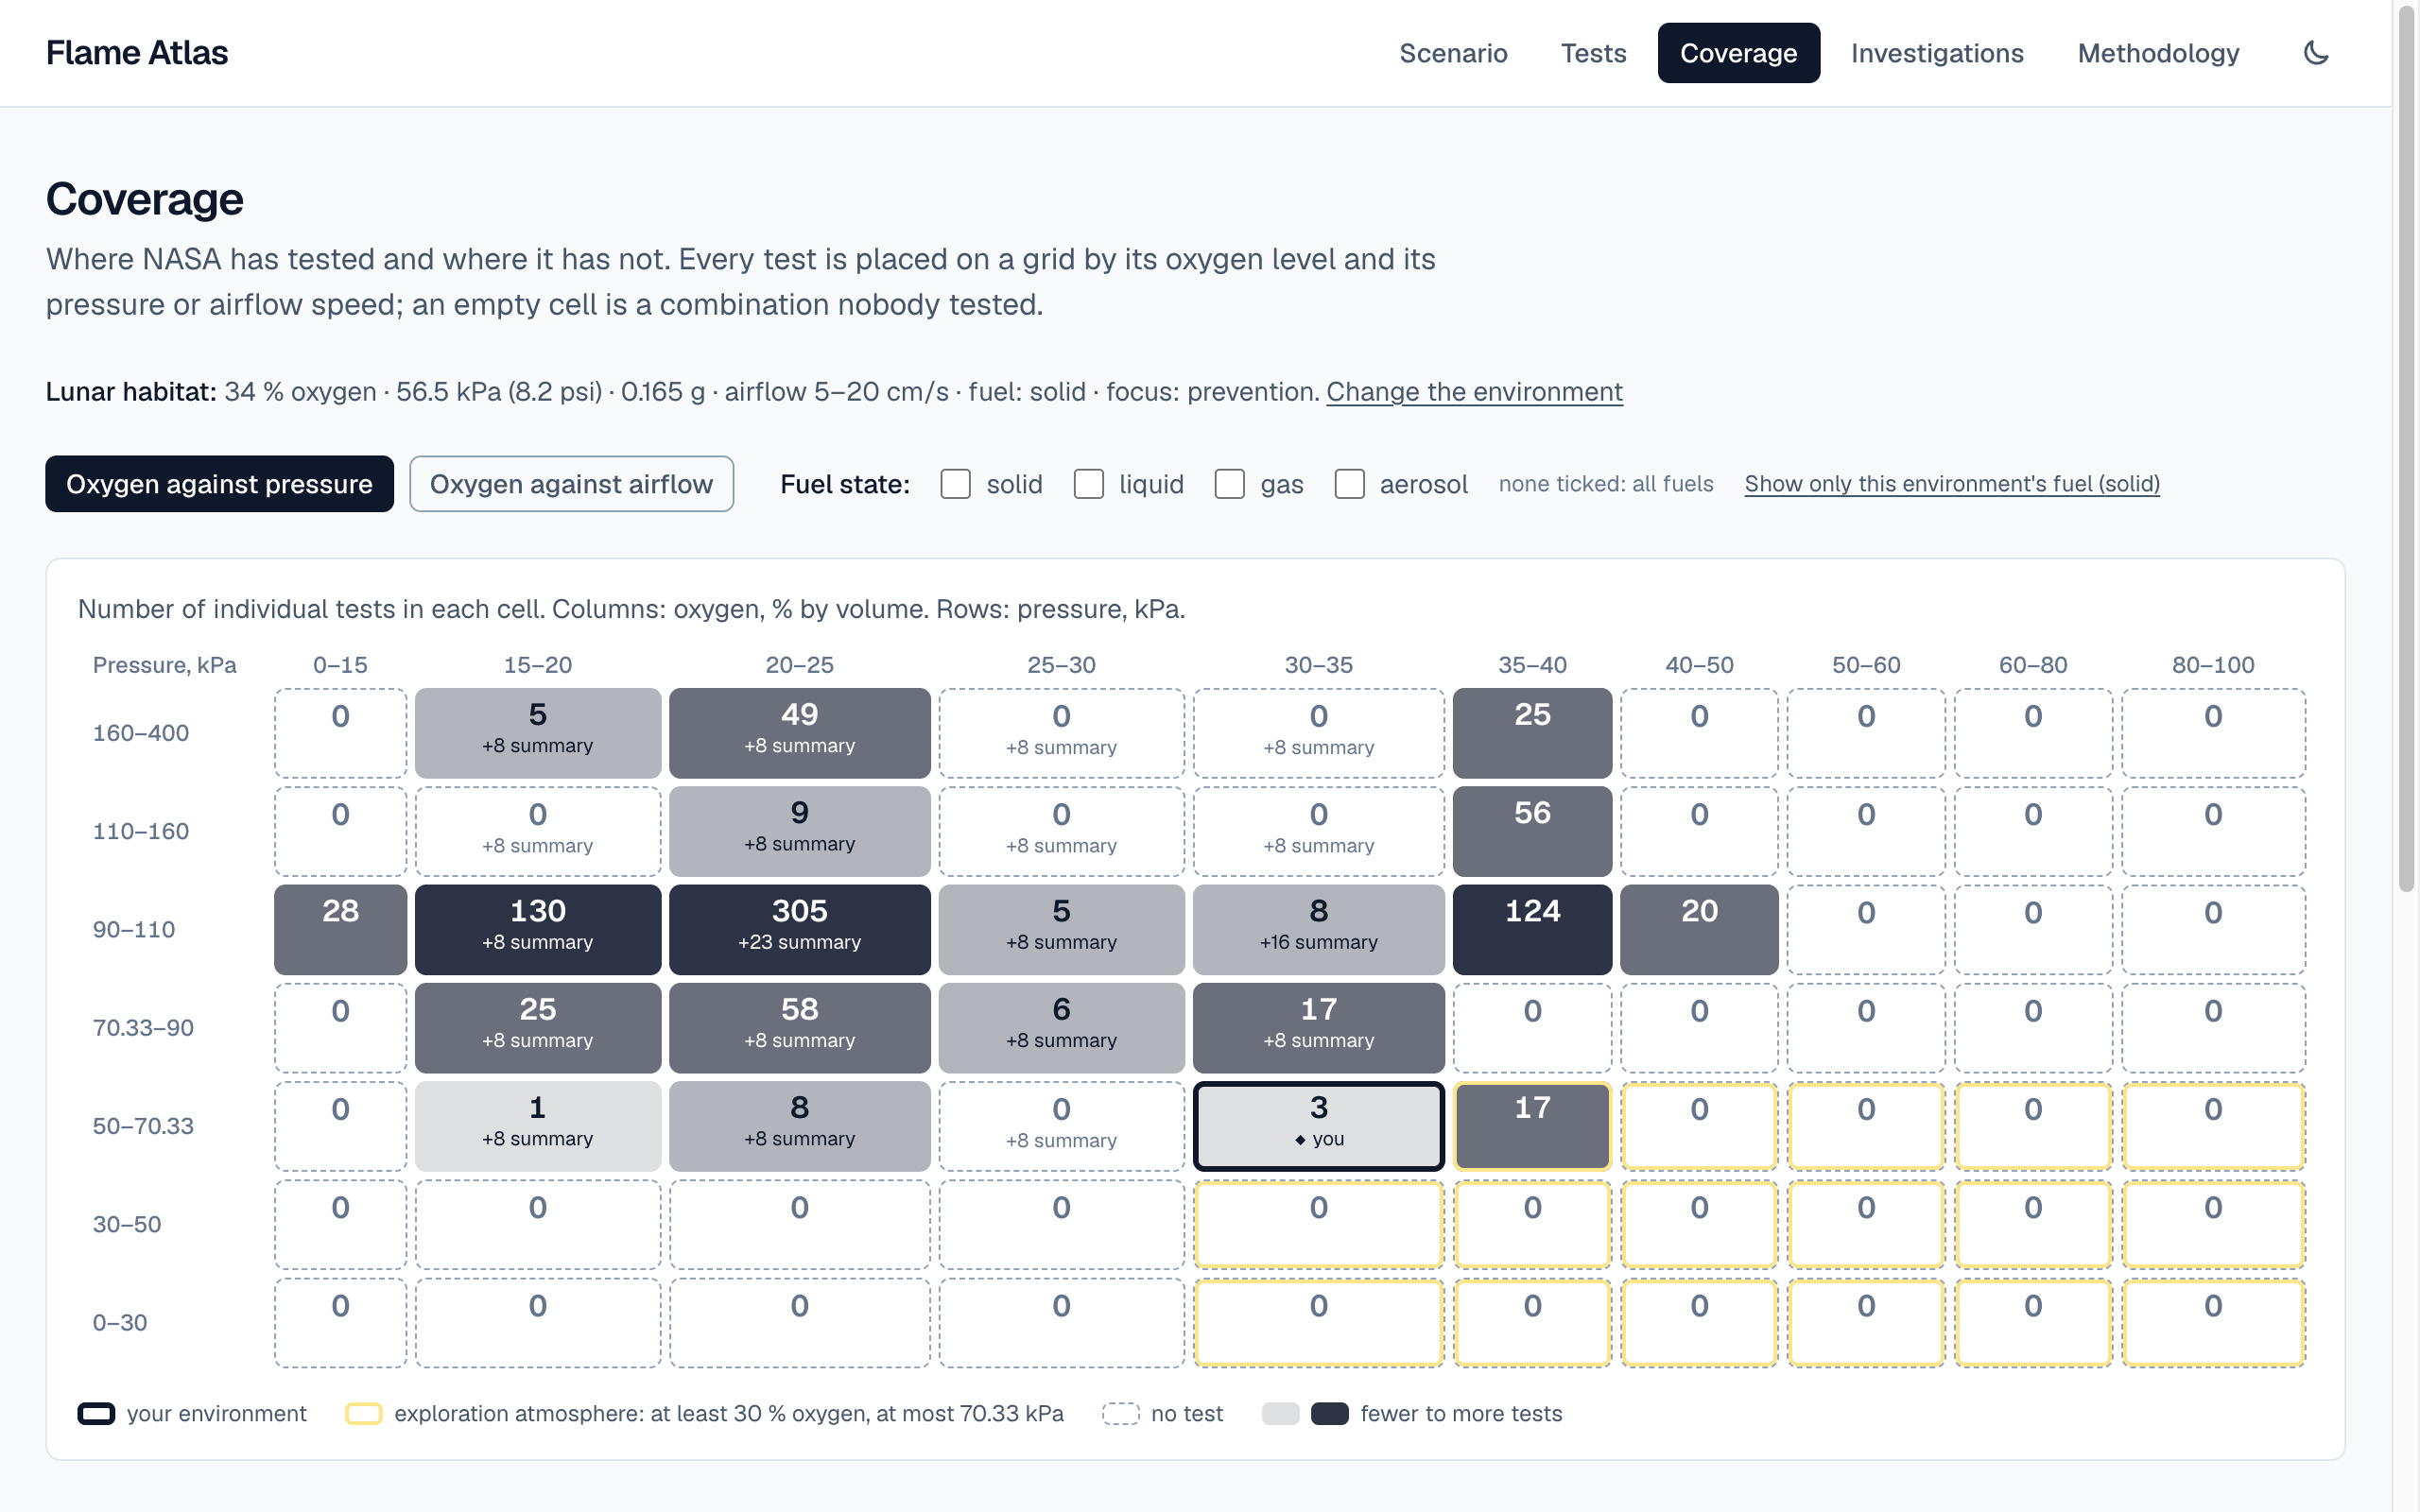 Flame Atlas
Scenario Tests Coverage Investigations Methodology
Coverage
Where NASA has tested and where it has not. Every test is placed on a grid by its oxygen level and its
pressure or airflow speed; an empty cell is a combination nobody tested.
Lunar habitat: 34 % oxygen · 56.5 kPa (8.2 psi) · 0.165 g · airflow 5–20 cm/s · fuel: solid · focus: prevention. Change the environment
Oxygen against pressure Oxygen against airflow Fuel state: solid liquid gas aerosol none ticked: all fuels Show only this environment's fuel (solid)
Number of individual tests in each cell. Columns: oxygen, % by volume. Rows: pressure, kPa.
Pressure, kPa 0–15 15–20 20–25 25–30 30–35 35–40 40–50 50–60 60–80 80–100
160–400 0 5 49 0 0 25 0 0 0 0
+8 summary +8 summary +8 summary +8 summary
110–160 0 0 9 0 0 56 0 0 0 0
+8 summary +8 summary +8 summary +8 summary
90–110 28 130 305 5 8 124 20 0 0 0
+8 summary +23 summary +8 summary +16 summary
70.33–90 0 25 58 6 17 0 0 0 0 0
+8 summary +8 summary +8 summary +8 summary
50–70.33 0 1 8 0 3 17 0 0 0 0
+8 summary +8 summary +8 summary ◆ you
30–50 0 0 0 0 0 0 0 0 0 0
0–30 0 0 0 0 0 0 0 0 0 0
your environment exploration atmosphere: at least 30 % oxygen, at most 70.33 kPa no test fewer to more tests